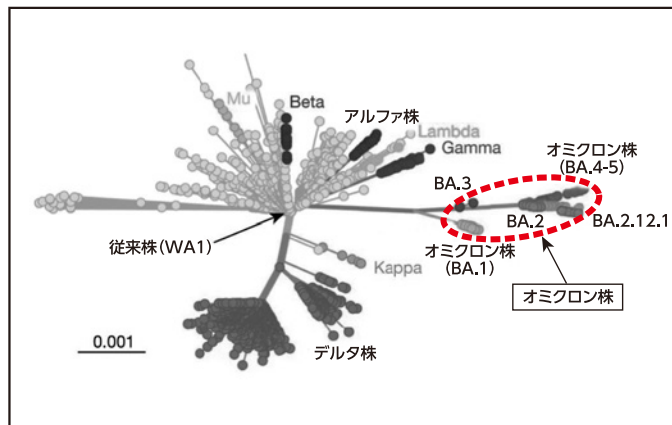 Mu
Beta
アルファ株
Lambda
Gamma
オミクロン株
(BA.4-5)
BA.3
BA.2
BA.2.12.1
従来株(WA1)
オミクロン株
(BA.1)
Kappa
オミクロン株
0.001
デルタ株